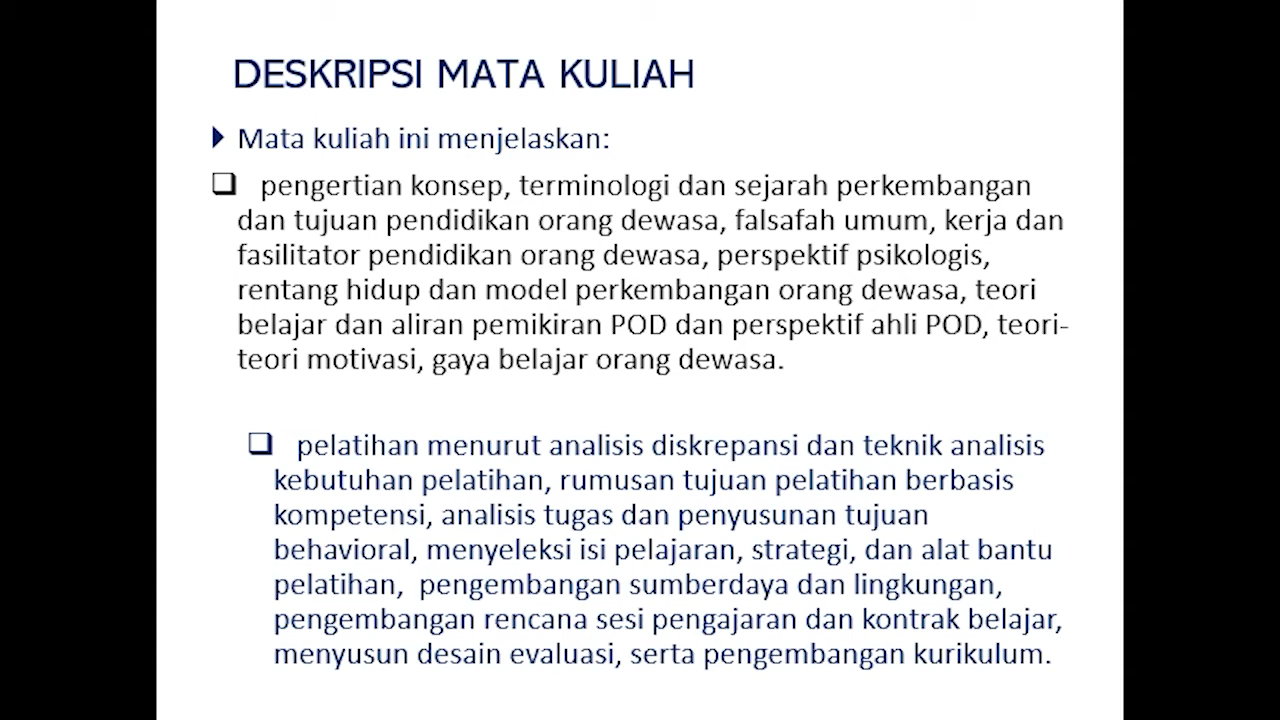 DESKRIPSI MATA KULIAH
Mata kuliah ini menjelaskan:
pengertian konsep, terminologi dan sejarah perkembangan
dan tujuan pendidikan orang dewasa, falsafah umum, kerja dan
fasilitator pendidikan orang dewasa, perspektif psikologis,
rentang hidup dan model perkembangan orang dewasa, teori
belajar dan aliran pemikiran POD dan perspektif ahli POD, teori-
teori motivasi, gaya belajar orang dewasa.
pelatihan menurut analisis diskrepansi dan teknik analisis
kebutuhan pelatihan, rumusan tujuan pelatihan berbasis
kompetensi, analisis tugas dan penyusunan tujuan
behavioral, menyeleksi isi pelajaran, strategi, dan alat bantu
pelatihan,  pengembangan sumberdaya dan lingkungan,
pengembangan rencana sesi pengajaran dan kontrak belajar,
menyusun desain evaluasi, serta pengembangan kurikulum.